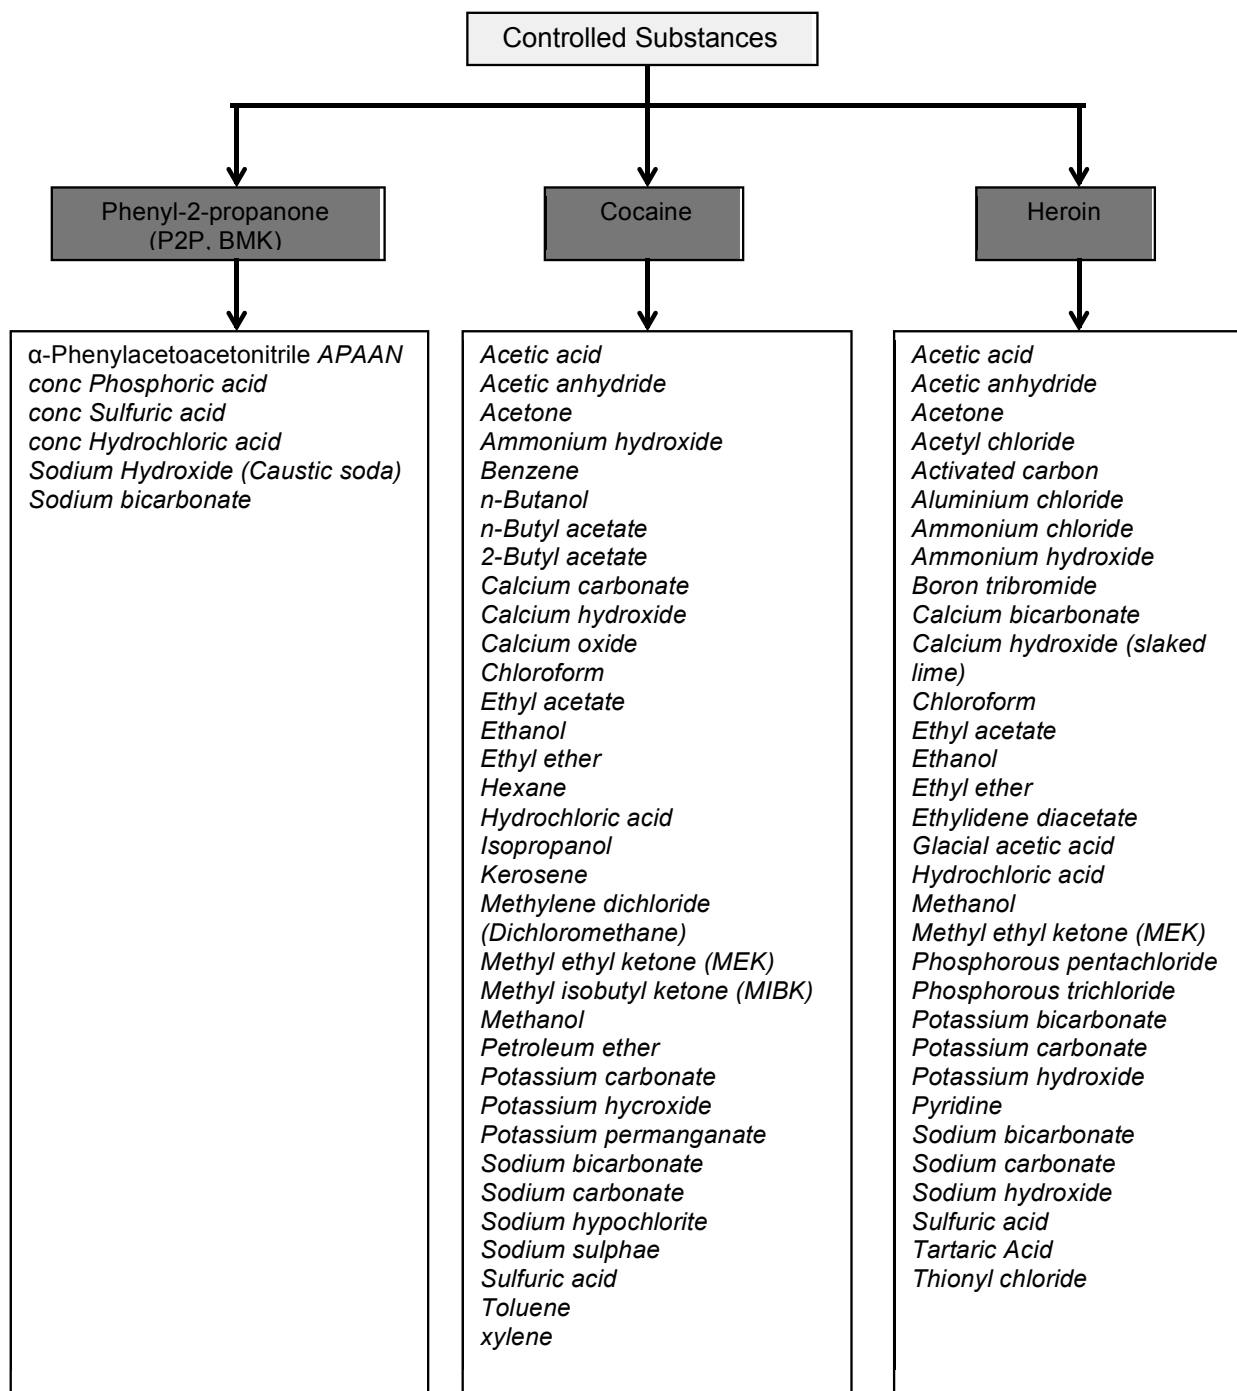 Controlled Substances
Phenyl-2-propanone
(P2P, BMK)
Cocaine
Heroin
α-Phenylacetoacetonitrile APAAN
conc Phosphoric acid
conc Sulfuric acid
conc Hydrochloric acid
Sodium Hydroxide (Caustic soda)
Sodium bicarbonate
Acetic acid
Acetic anhydride
Acetone
Ammonium hydroxide
Benzene
n-Butanol
n-Butyl acetate
2-Butyl acetate
Calcium carbonate
Calcium hydroxide
Calcium oxide
Chloroform
Ethyl acetate
Ethanol
Ethyl ether
Hexane
Hydrochloric acid
Isopropanol
Kerosene
Methylene dichloride
(Dichloromethane)
Methyl ethyl ketone (MEK)
Methyl isobutyl ketone (MIBK)
Methanol
Petroleum ether
Potassium carbonate
Potassium hycroxide
Potassium permanganate
Sodium bicarbonate
Sodium carbonate
Sodium hypochlorite
Sodium sulphae
Sulfuric acid
Toluene
xylene
Acetic acid
Acetic anhydride
Acetone
Acetyl chloride
Activated carbon
Aluminium chloride
Ammonium chloride
Ammonium hydroxide
Boron tribromide
Calcium bicarbonate
Calcium hydroxide (slaked
lime)
Chloroform
Ethyl acetate
Ethanol
Ethyl ether
Ethylidene diacetate
Glacial acetic acid
Hydrochloric acid
Methanol
Methyl ethyl ketone (MEK)
Phosphorous pentachloride
Phosphorous trichloride
Potassium bicarbonate
Potassium carbonate
Potassium hydroxide
Pyridine
Sodium bicarbonate
Sodium carbonate
Sodium hydroxide
Sulfuric acid
Tartaric Acid
Thionyl chloride